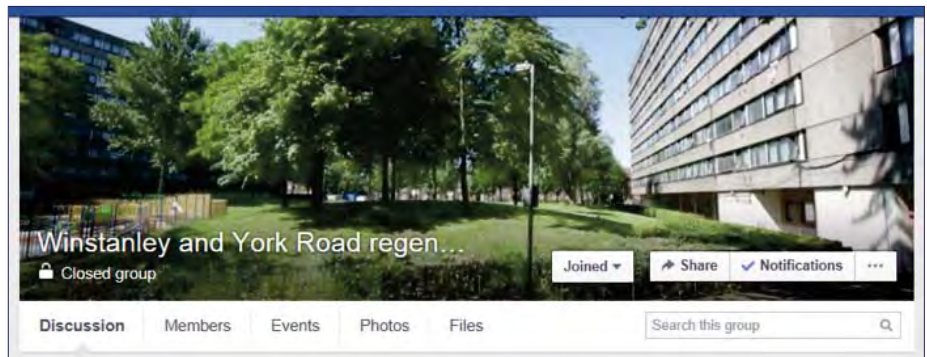 Winstanley and York Road regen...
Closed group
Joined Share Notifications ...
Discussion Members Events Photos Files Search this group